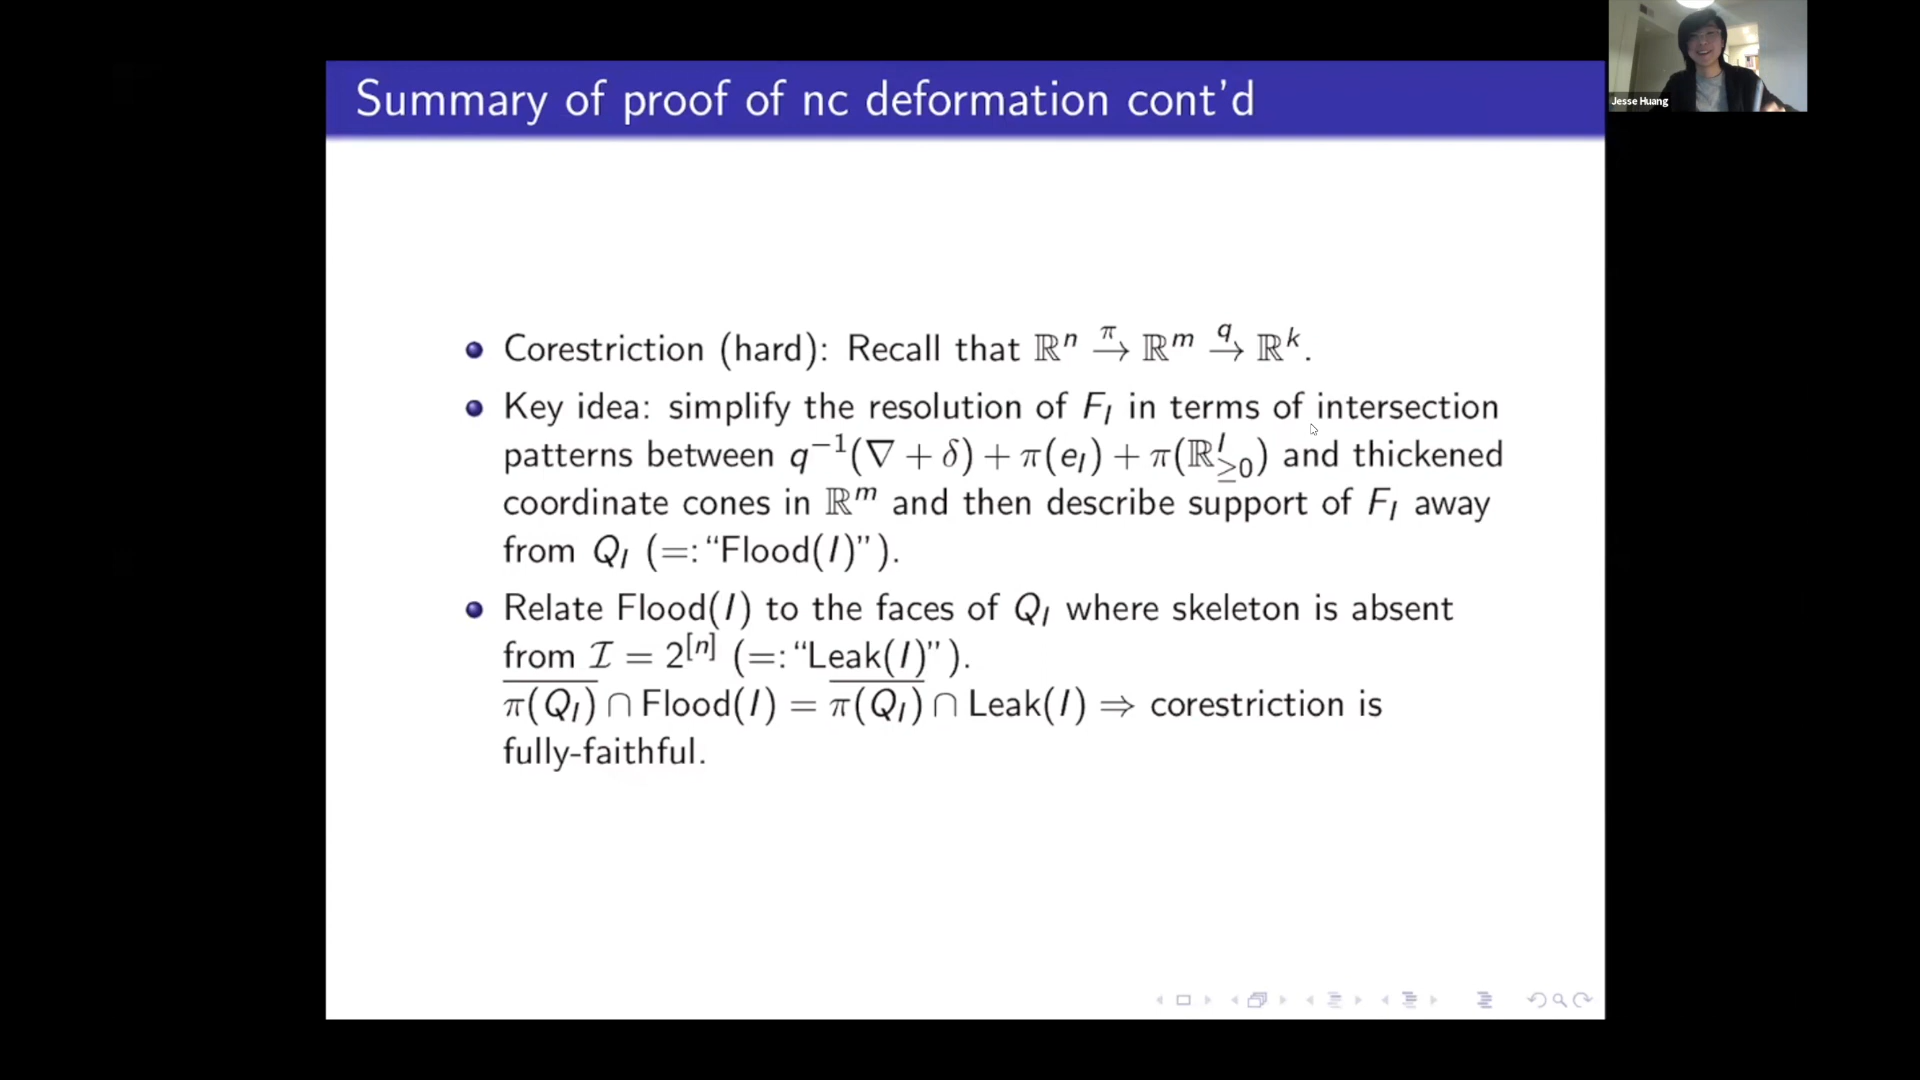 Summary of proof of nc deformation cont'd
Jesse Huang
Corestriction (hard): Recall that ℝⁿ →^π ℝᵐ →^q ℝᵏ.
Key idea: simplify the resolution of F_I in terms of intersection
patterns between q⁻¹(∇ + δ) + π(e_I) + π(ℝ^I_{≥0}) and thickened
coordinate cones in ℝᵐ and then describe support of F_I away
from Q_I (=: “Flood(I)”).
Relate Flood(I) to the faces of Q_I where skeleton is absent
from ℐ = 2^{[n]} (=: “Leak(I)”).
\overline{π(Q_I)} ∩ Flood(I) = \overline{π(Q_I)} ∩ Leak(I) ⇒ corestriction is
fully-faithful.